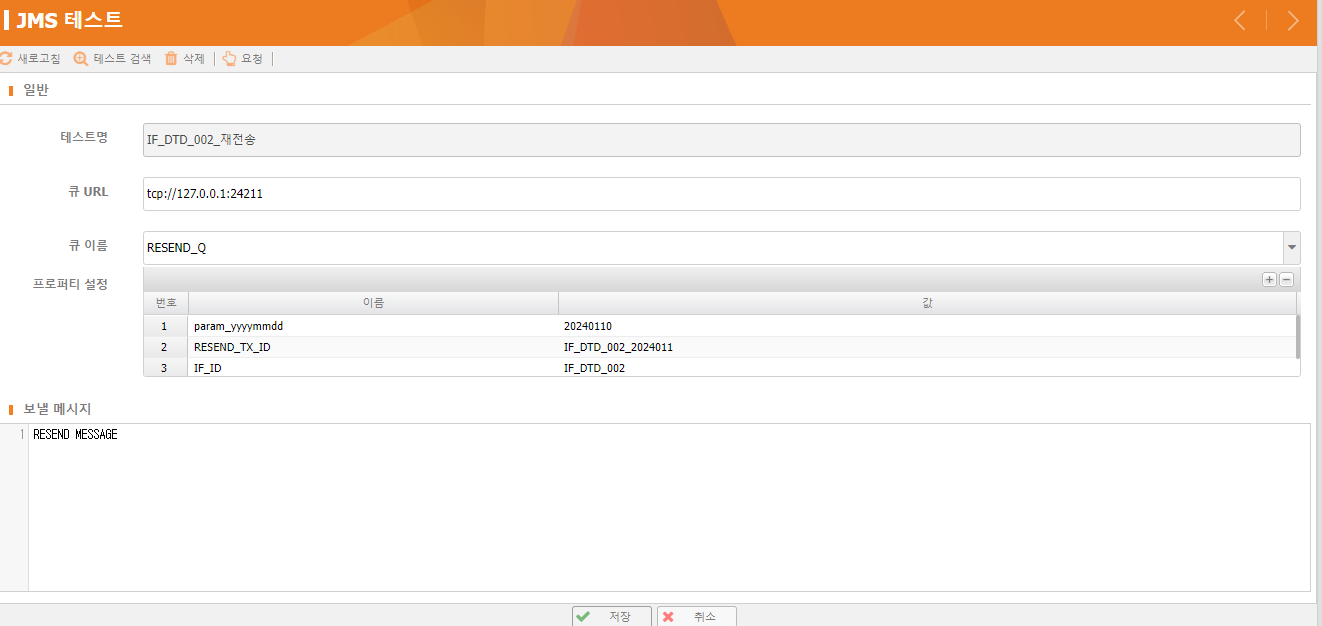 JMS 테스트
새로고침 테스트 검색 삭제 요청
일반
테스트명 IF_DTD_002_재전송
큐 URL tcp://127.0.0.1:24211
큐 이름 RESEND_Q
프로퍼티 설정
번호 이름 값
1 param_yyyymmdd 20240110
2 RESEND_TX_ID IF_DTD_002_2024011
3 IF_ID IF_DTD_002
보낼 메시지
1 RESEND MESSAGE
저장 취소